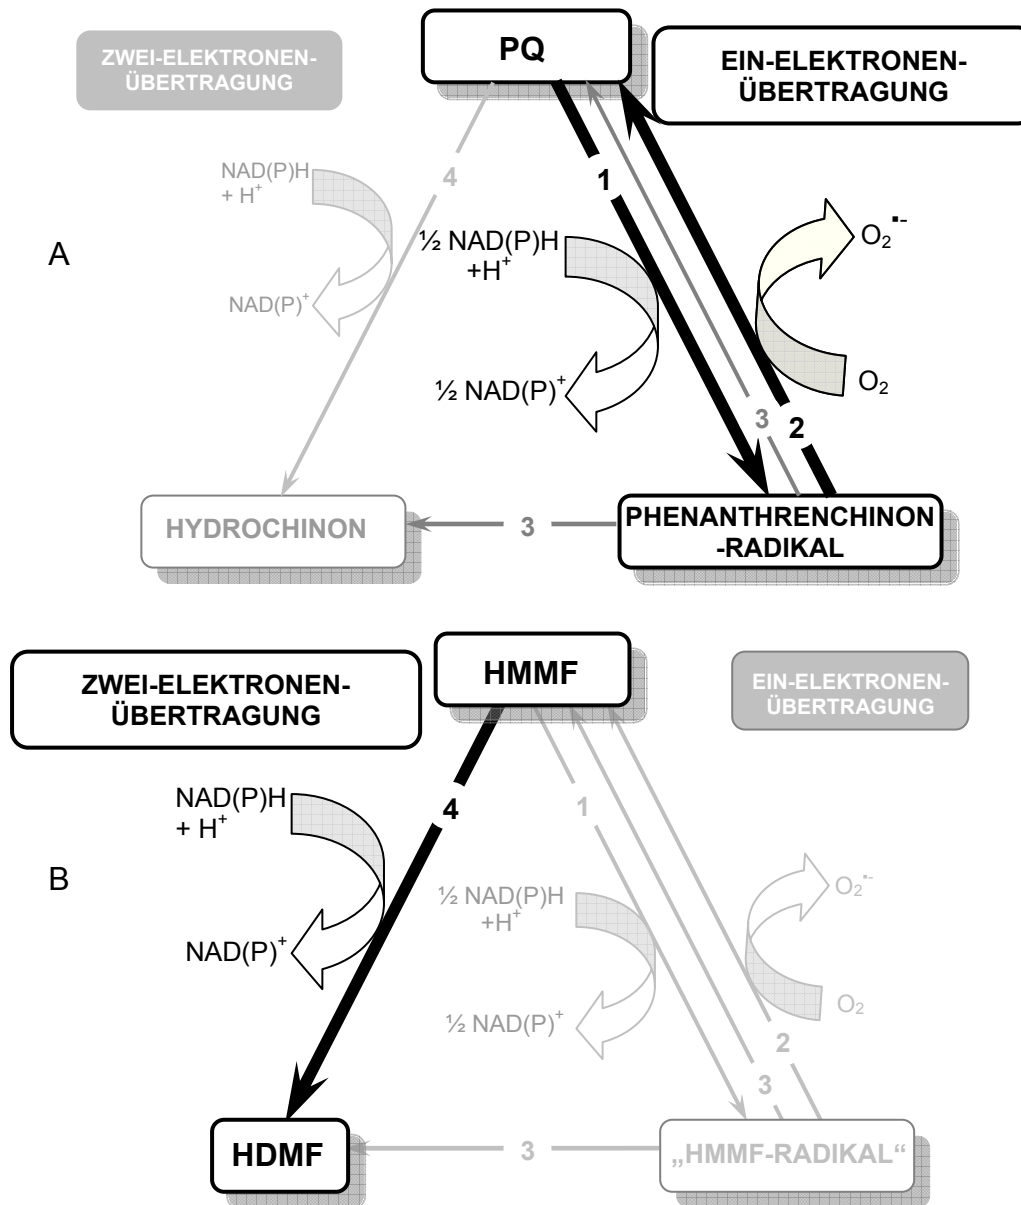 ZWEI-ELEKTRONEN-
ÜBERTRAGUNG
PQ
EIN-ELEKTRONEN-
ÜBERTRAGUNG
NAD(P)H
+ H⁺
4
1
A
½ NAD(P)H
+H⁺
O₂▪⁻
NAD(P)⁺
½ NAD(P)⁺
O₂
3
2
HYDROCHINON
3
PHENANTHRENCHINON
-RADIKAL
ZWEI-ELEKTRONEN-
ÜBERTRAGUNG
HMMF
EIN-ELEKTRONEN-
ÜBERTRAGUNG
NAD(P)H
+ H⁺
4
1
B
½ NAD(P)H
+H⁺
O₂▪⁻
NAD(P)⁺
½ NAD(P)⁺
O₂
2
3
HDMF
3
„HMMF-RADIKAL“